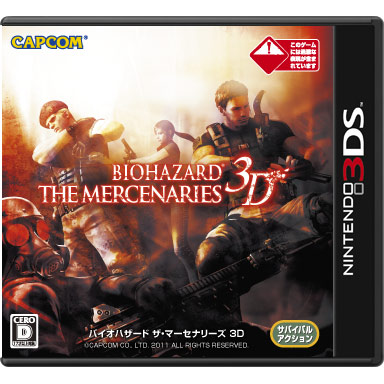 CAPCOM
このゲーム
には過激な
表現が含ま
れています
BIOHAZARD
THE MERCENARIES 3D
NINTENDO 3DS
CERO
D
バイオハザード ザ・マーセナリーズ 3D
©CAPCOM CO., LTD. 2011 ALL RIGHTS RESERVED.
サバイバル
アクション